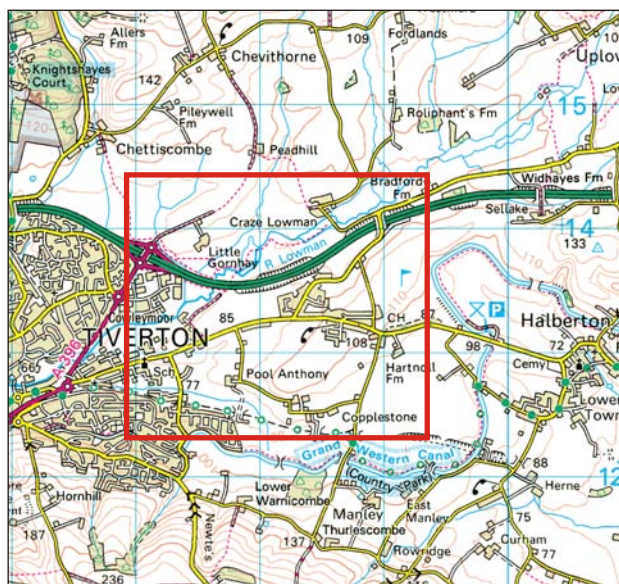 Allers
Fm
Fordlands
109
Chevithorne
Knightshayes
Court
142
Uplow
Pileywell
Fm
Roliphant's Fm
15
120
Chettiscombe
Peadhill
Bradford
Fm
Widhayes Fm
Craze Lowman
Sellake
14
133
Little
Gornhay
R Lowman
110
110
Cowleymoor
85
CH
87
P
TIVERTON
Halberton
A396
108
98
72
66
Sch
77
Pool Anthony
Hartnoll
Fm
Cemy
Lower
Town
Copplestone
100
Grand Western Canal
(Country Park)
12
88
Hornhill
Lower
Warnicombe
Manley
East
Manley
Herne
Newte's
Thurlescombe
75
187
137
Rowridge
Curham
77
236